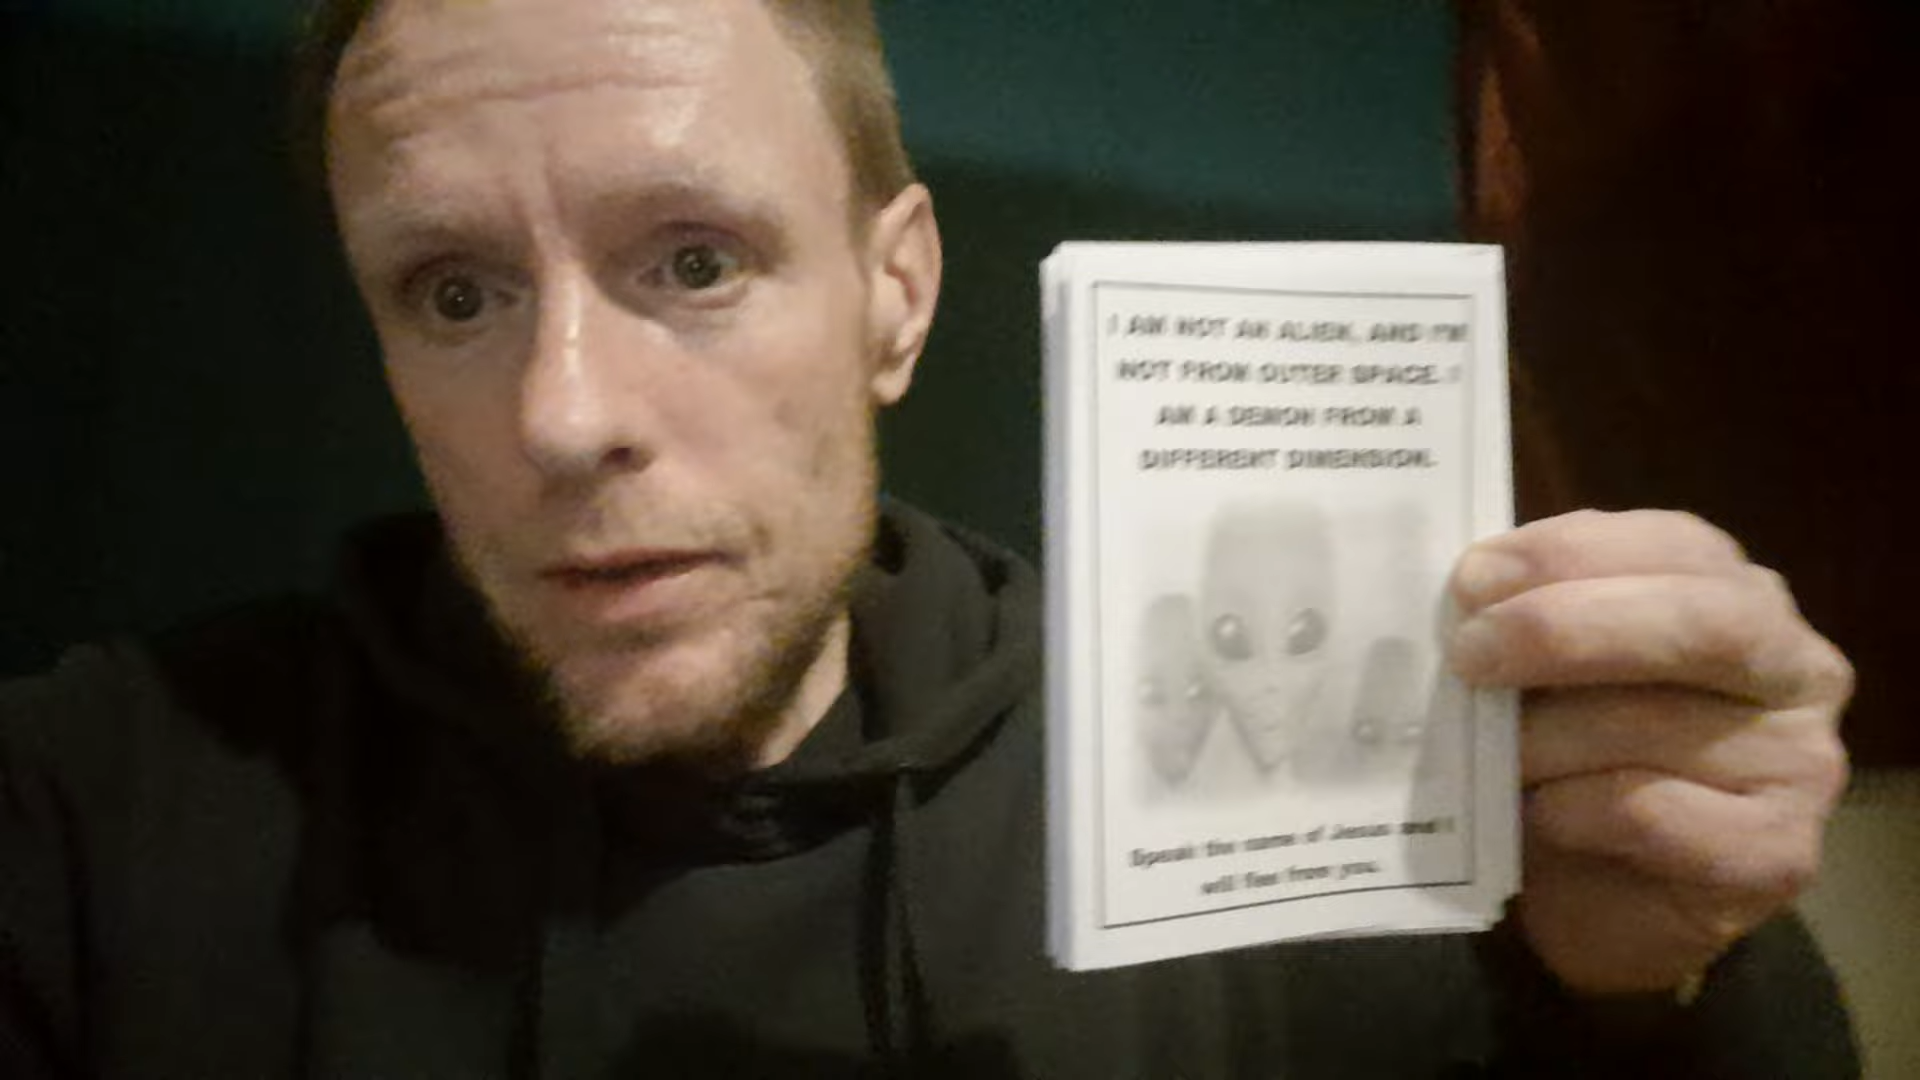 I AM NOT AN ALIEN, AND I'M
NOT FROM OUTER SPACE. I
AM A DEMON FROM A
DIFFERENT DIMENSION.
Speak the name of Jesus and I
will flee from you.